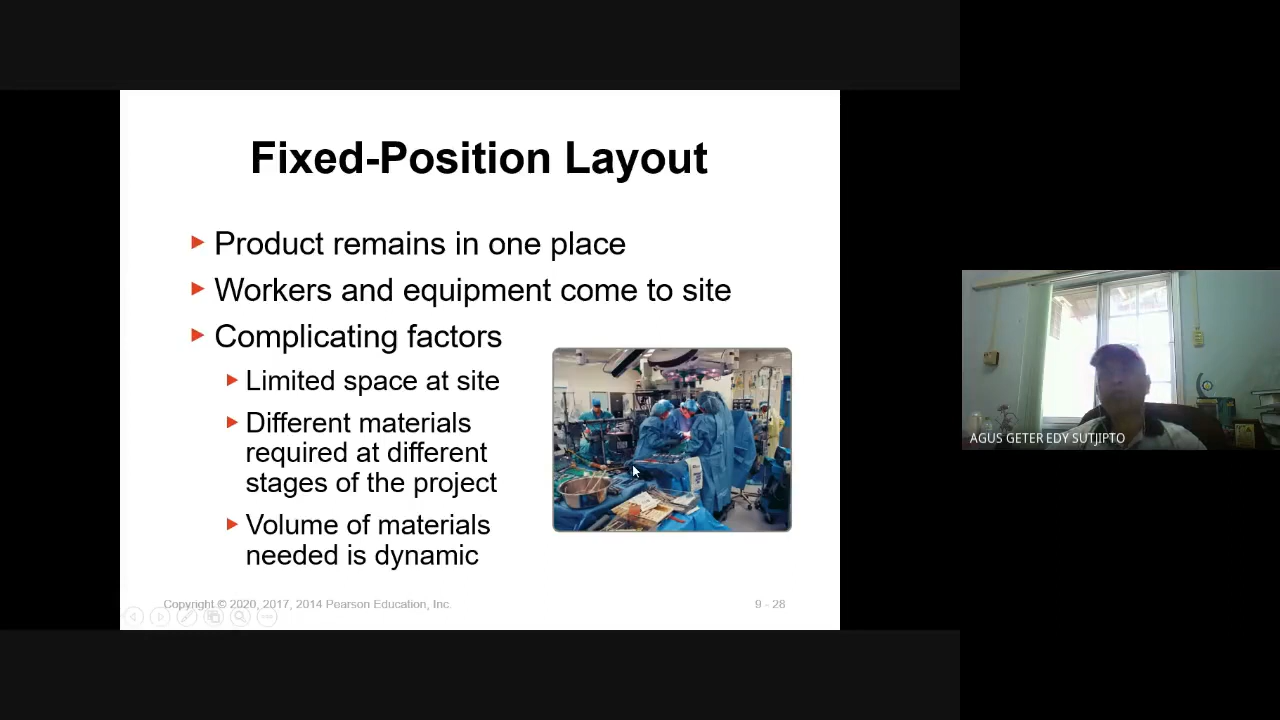 Fixed-Position Layout
Product remains in one place
Workers and equipment come to site
Complicating factors
Limited space at site
Different materials
required at different
stages of the project
Volume of materials
needed is dynamic
Copyright © 2020, 2017, 2014 Pearson Education, Inc.
9 - 28
AGUS GETER EDY SUTJIPTO